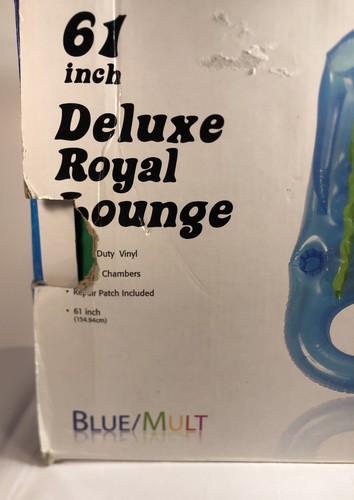 61
inch
Deluxe
Royal
Lounge
Duty Vinyl
Chambers
• Repair Patch Included
• 61 inch
(154.94cm)
BLUE/MULT